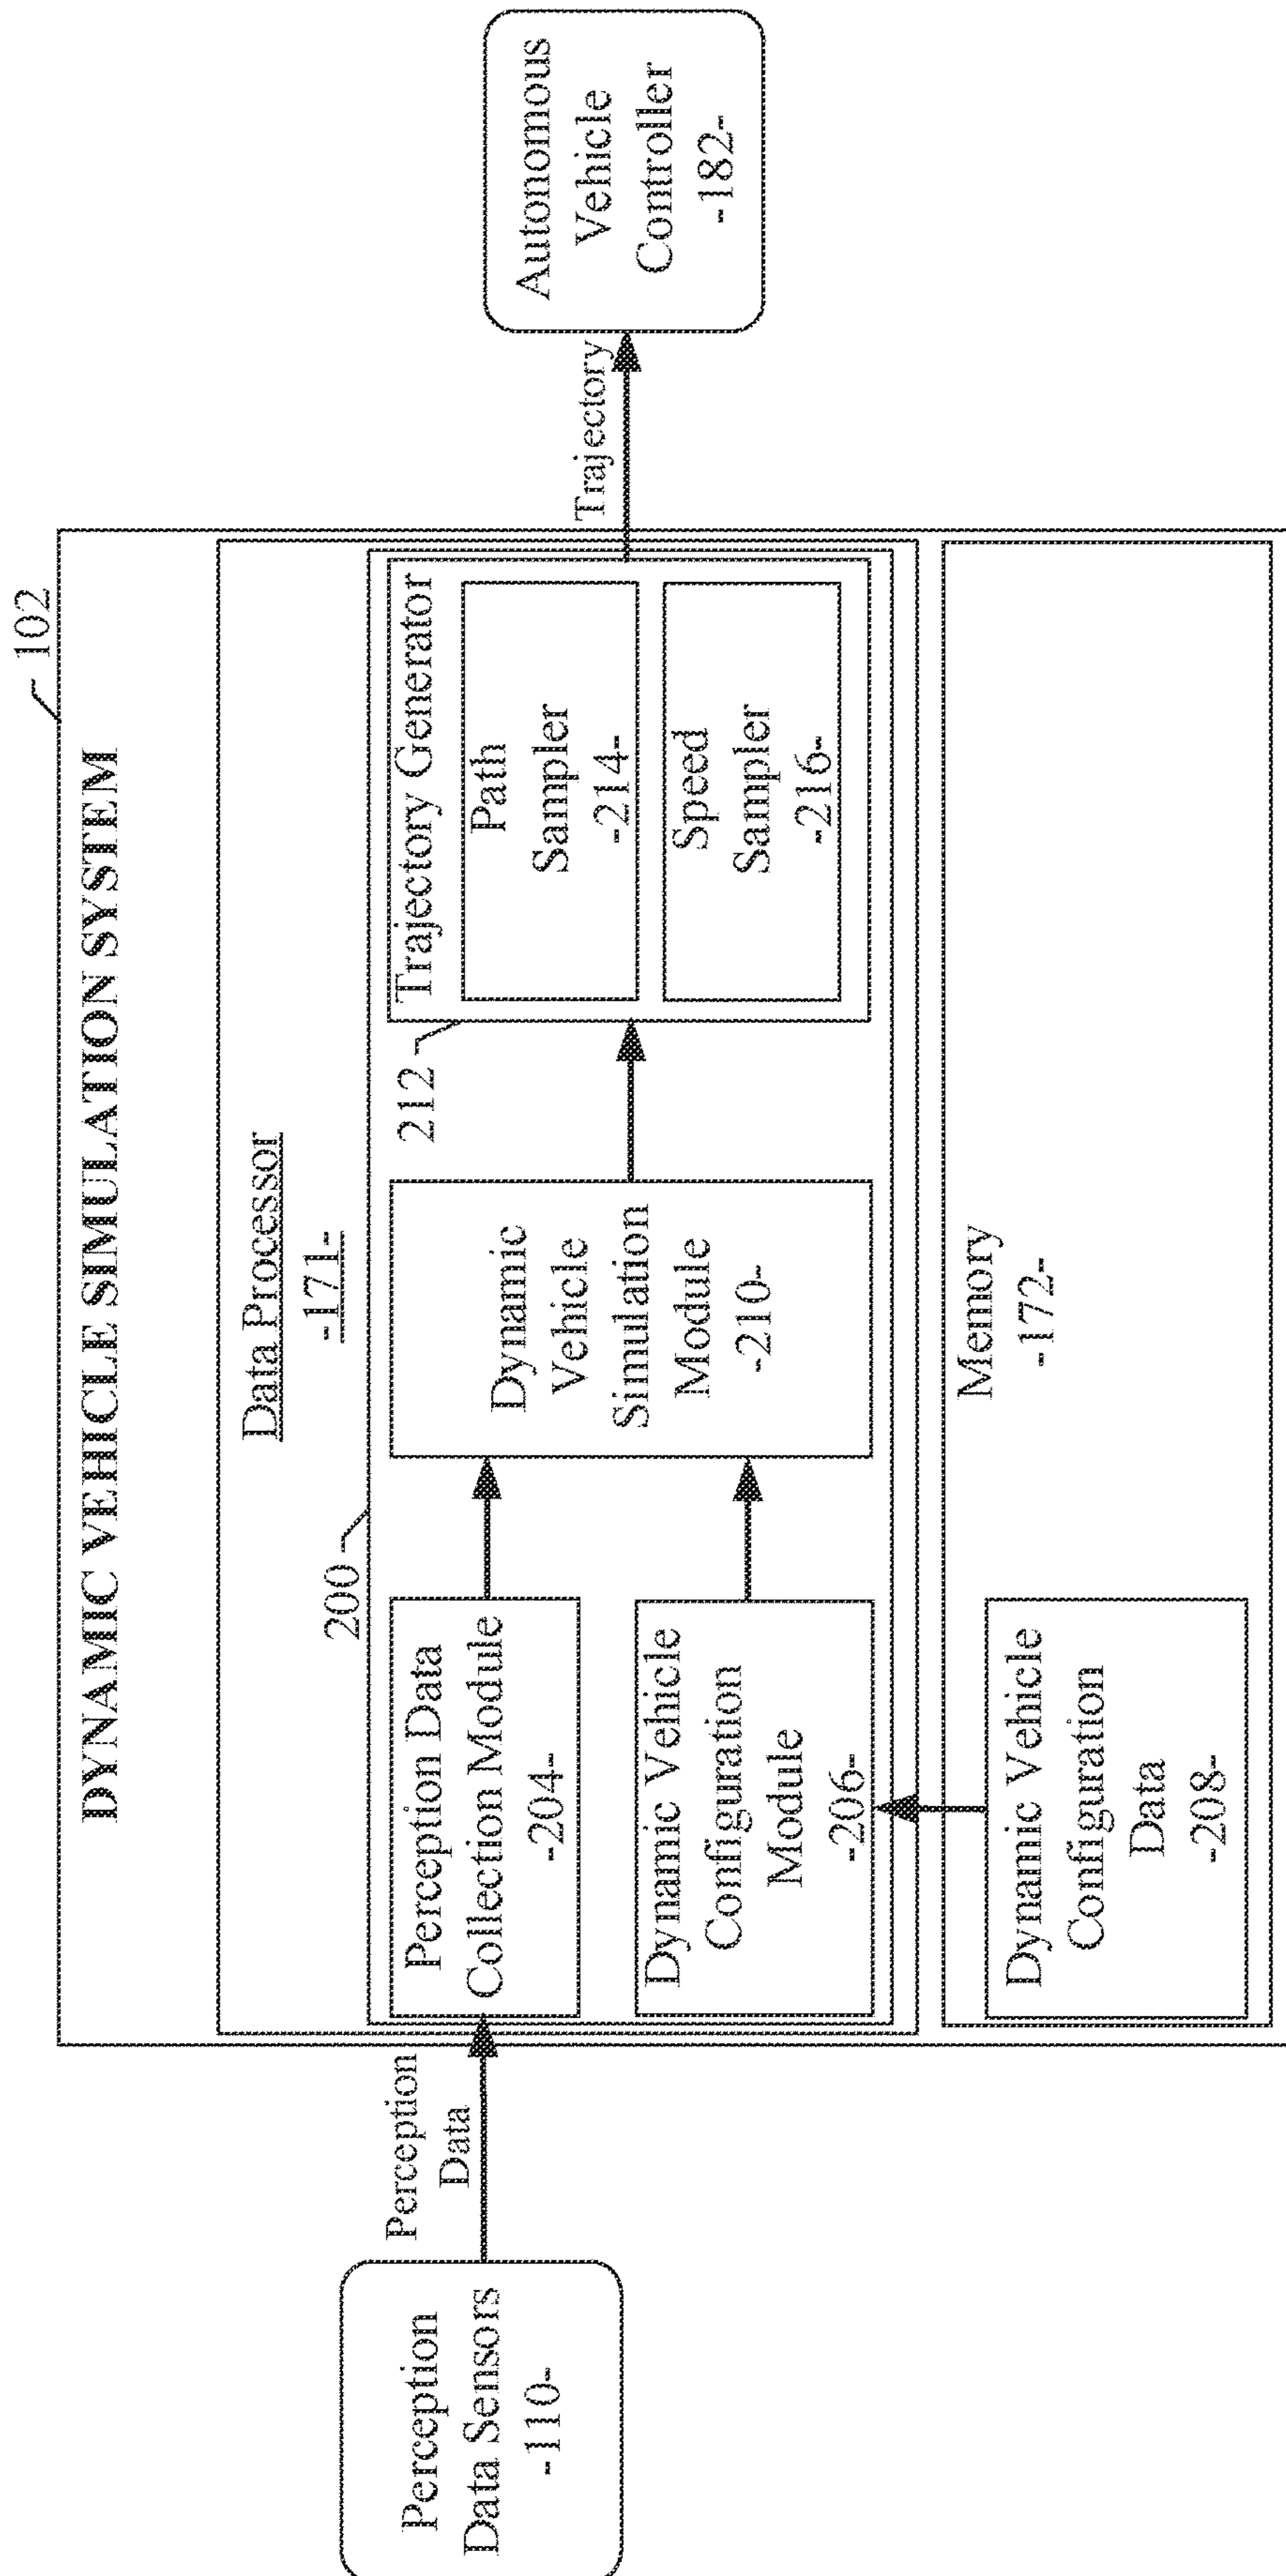 102
DYNAMIC VEHICLE SIMULATION SYSTEM
Data Processor
-171-
200
Perception
Data Sensors
-110-
Perception
Data
Perception Data
Collection Module
-204-
Dynamic Vehicle
Configuration
Module
-206-
Dynamic
Vehicle
Simulation
Module
-210-
212
Trajectory Generator
Path
Sampler
-214-
Speed
Sampler
-216-
Trajectory
Autonomous
Vehicle
Controller
-182-
Memory
-172-
Dynamic Vehicle
Configuration
Data
-208-